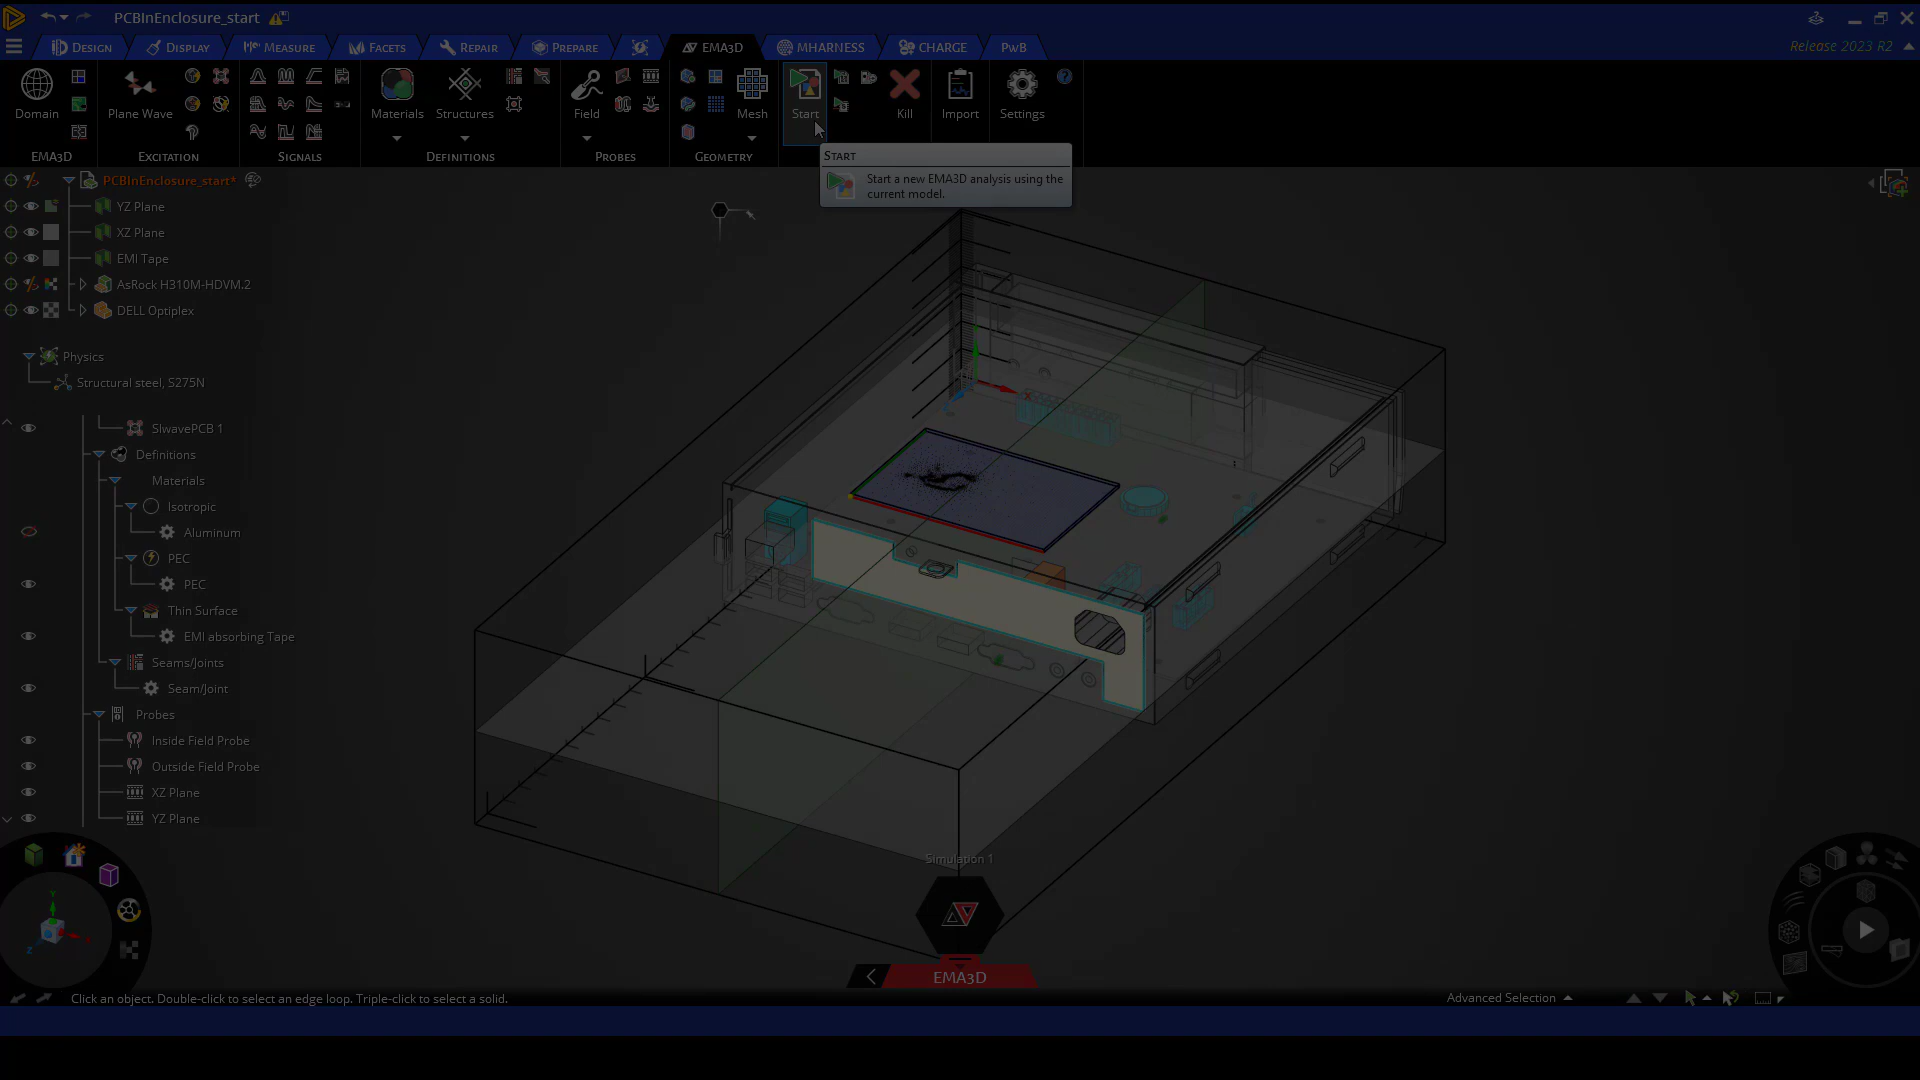 PCBInEnclosure_start
DESIGN
DISPLAY
MEASURE
FACETS
REPAIR
PREPARE
EMA3D
MHARNESS
CHARGE
PWB
Release 2023 R2
Domain
Plane Wave
Materials
Structures
Field
Mesh
Start
Kill
Import
Settings
EMA3D
EXCITATION
SIGNALS
DEFINITIONS
PROBES
GEOMETRY
START
Start a new EMA3D analysis using the
current model.
PCBInEnclosure_start*
YZ Plane
XZ Plane
EMI Tape
AsRock H310M-HDVM.2
DELL Optiplex
Physics
Structural steel, S275N
SIwavePCB 1
Definitions
Materials
Isotropic
Aluminum
PEC
PEC
Thin Surface
EMI absorbing Tape
Seams/Joints
Seam/Joint
Probes
Inside Field Probe
Outside Field Probe
XZ Plane
YZ Plane
Simulation 1
EMA3D
Click an object. Double-click to select an edge loop. Triple-click to select a solid.
Advanced Selection